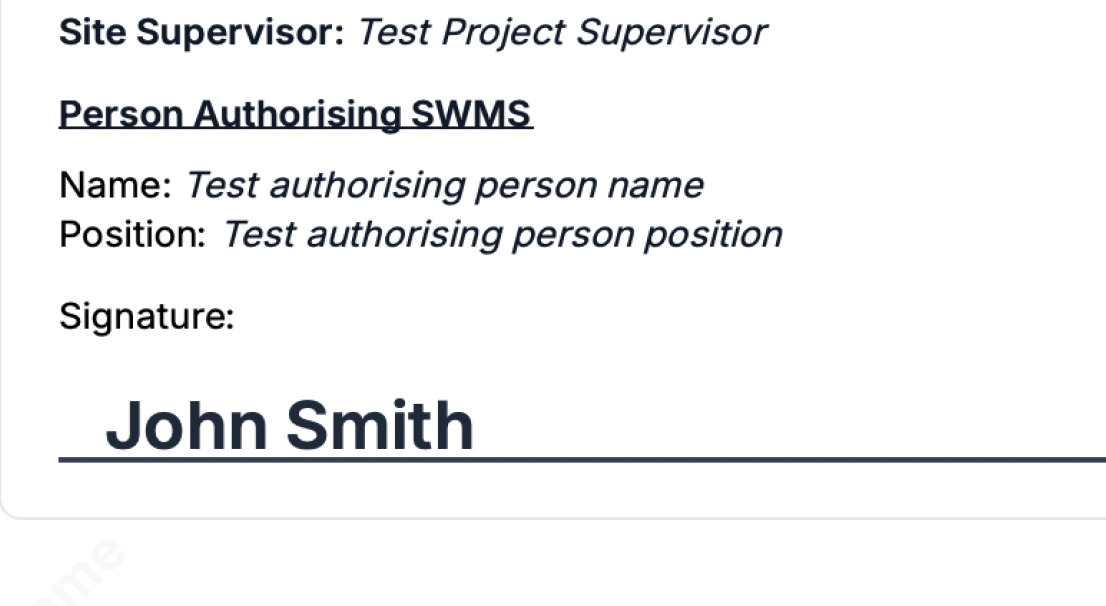 Site Supervisor: Test Project Supervisor
Person Authorising SWMS
Name: Test authorising person name
Position: Test authorising person position
Signature:
John Smith